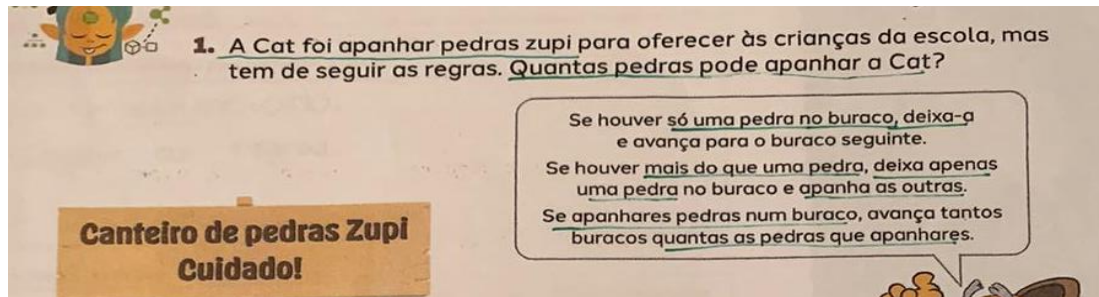 1. A Cat foi apanhar pedras zupi para oferecer às crianças da escola, mas
tem de seguir as regras. Quantas pedras pode apanhar a Cat?
Se houver só uma pedra no buraco, deixa-a
e avança para o buraco seguinte.
Se houver mais do que uma pedra, deixa apenas
uma pedra no buraco e apanha as outras.
Se apanhares pedras num buraco, avança tantos
buracos quantas as pedras que apanhares.
Canteiro de pedras Zupi
Cuidado!